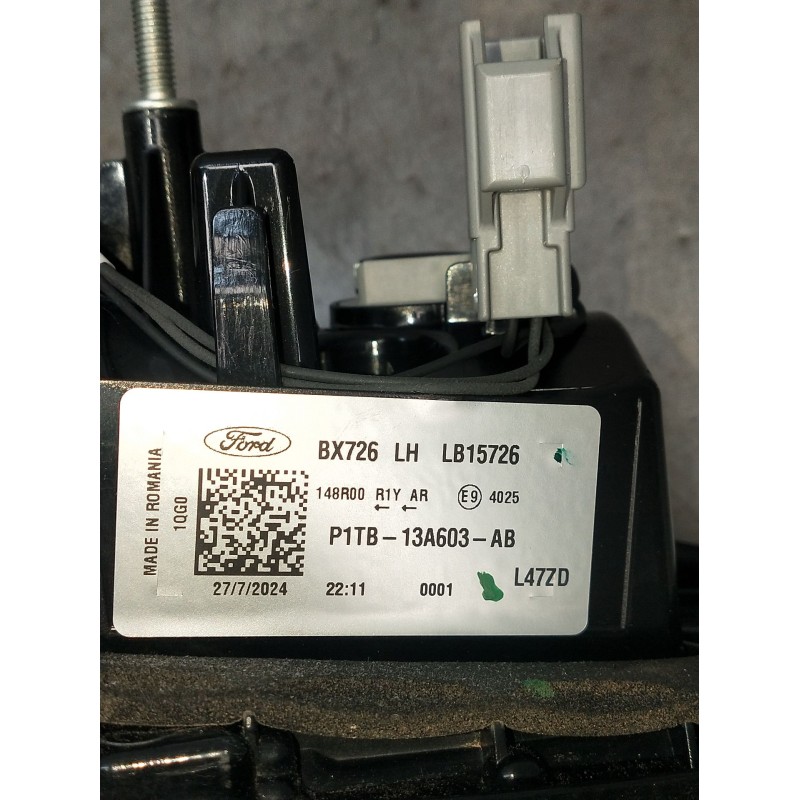 Ford
BX726 LH LB15726
148R00 R1Y AR E9 4025
← ←
P1TB-13A603-AB
L47ZD
27/7/2024 22:11 0001
MADE IN ROMANIA
1QG0